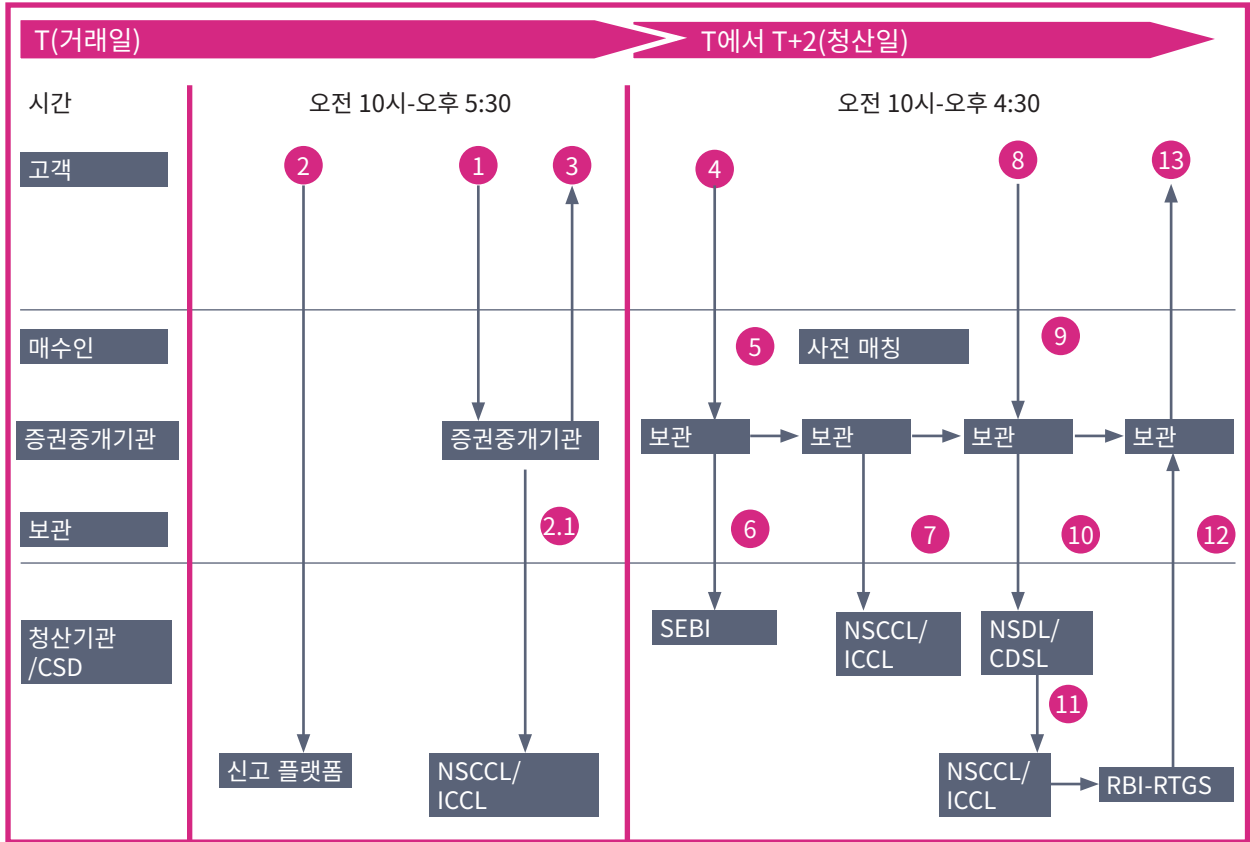 T(거래일)
T에서 T+2(청산일)
시간
오전 10시-오후 5:30
오전 10시-오후 4:30
고객
2
1
3
4
8
13
매수인
5
사전 매칭
9
증권중개기관
증권중개기관
보관
보관
보관
보관
보관
2.1
6
7
10
12
청산기관
/CSD
SEBI
NSCCL/
ICCL
NSDL/
CDSL
11
신고 플랫폼
NSCCL/
ICCL
NSCCL/
ICCL
RBI-RTGS